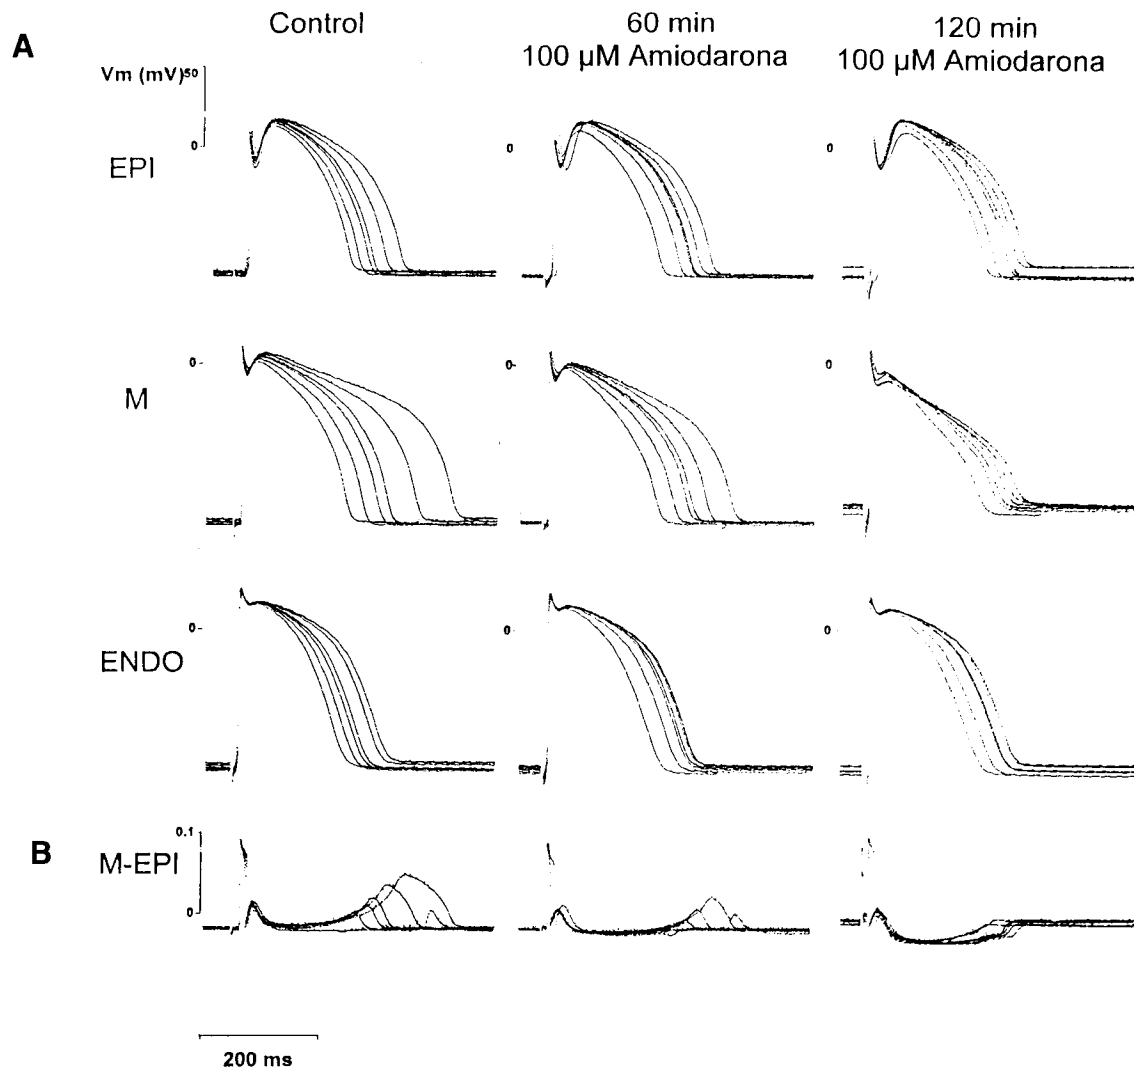 Control
60 min
100 µM Amiodarona
120 min
100 µM Amiodarona
A
Vm (mV) 50
0
EPI
0
0
0-
M
0-
0
0-
ENDO
0-
0
B
0.1
M-EPI
0
200 ms